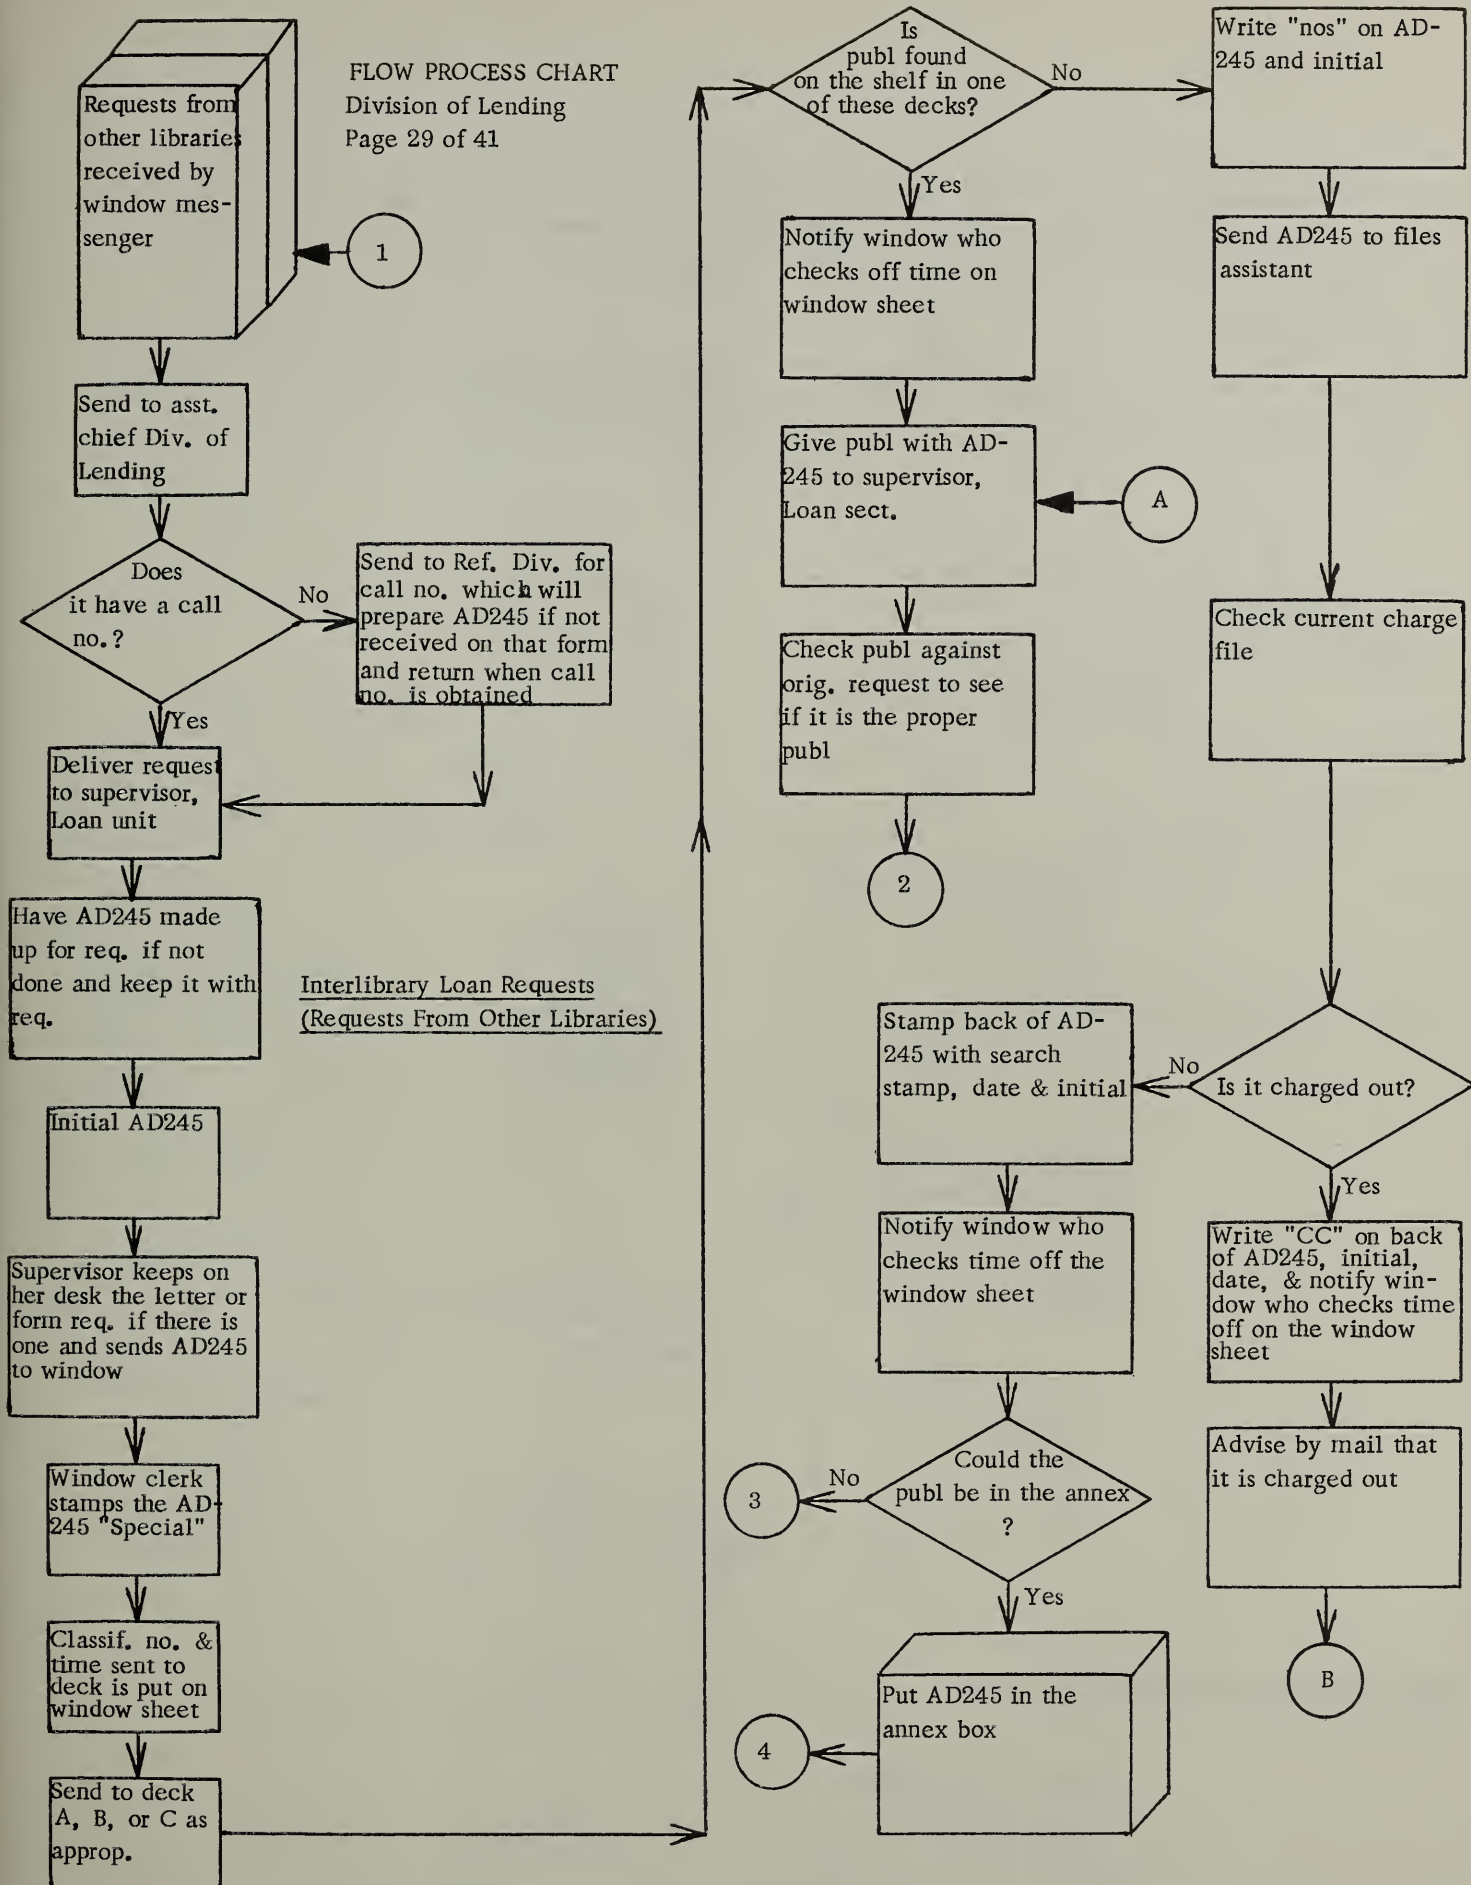 FLOW PROCESS CHART
Division of Lending
Page 29 of 41
Requests from
other libraries
received by
window mes-
senger
1
Send to asst.
chief Div. of
Lending
Does
it have a call
no.?
No
Send to Ref. Div. for
call no. which will
prepare AD245 if not
received on that form
and return when call
no. is obtained
Yes
Deliver request
to supervisor,
Loan unit
Have AD245 made
up for req. if not
done and keep it with
req.
Interlibrary Loan Requests
(Requests From Other Libraries)
Initial AD245
Supervisor keeps on
her desk the letter or
form req. if there is
one and sends AD245
to window
Window clerk
stamps the AD-
245 "Special"
Classif. no. &
time sent to
deck is put on
window sheet
Send to deck
A, B, or C as
approp.
Is
publ found
on the shelf in one
of these decks?
No
Yes
Notify window who
checks off time on
window sheet
Give publ with AD-
245 to supervisor,
Loan sect.
A
Check publ against
orig. request to see
if it is the proper
publ
2
Write "nos" on AD-
245 and initial
Send AD245 to files
assistant
Check current charge
file
Is it charged out?
No
Stamp back of AD-
245 with search
stamp, date & initial
Notify window who
checks time off the
window sheet
Could the
publ be in the annex
?
No
3
Yes
Put AD245 in the
annex box
4
Yes
Write "CC" on back
of AD245, initial,
date, & notify win-
dow who checks time
off on the window
sheet
Advise by mail that
it is charged out
B